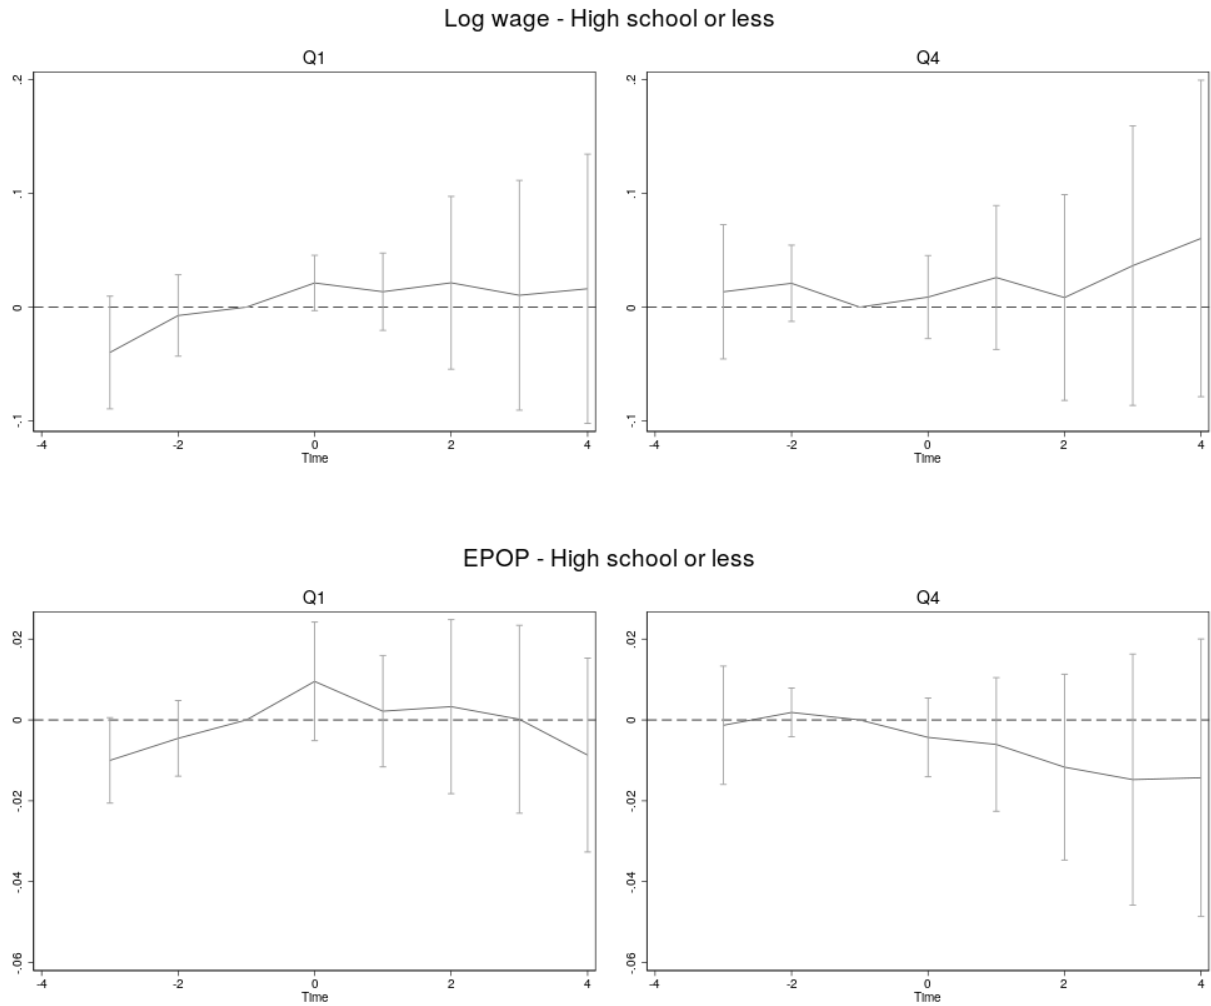 Log wage - High school or less
Q1 Q4
.2 .2
.1 .1
0 0
-.1 -.1
-4 -2 0 2 4 -4 -2 0 2 4
Time Time
EPOP - High school or less
Q1 Q4
.02 .02
0 0
-.02 -.02
-.04 -.04
-.06 -.06
-4 -2 0 2 4 -4 -2 0 2 4
Time Time